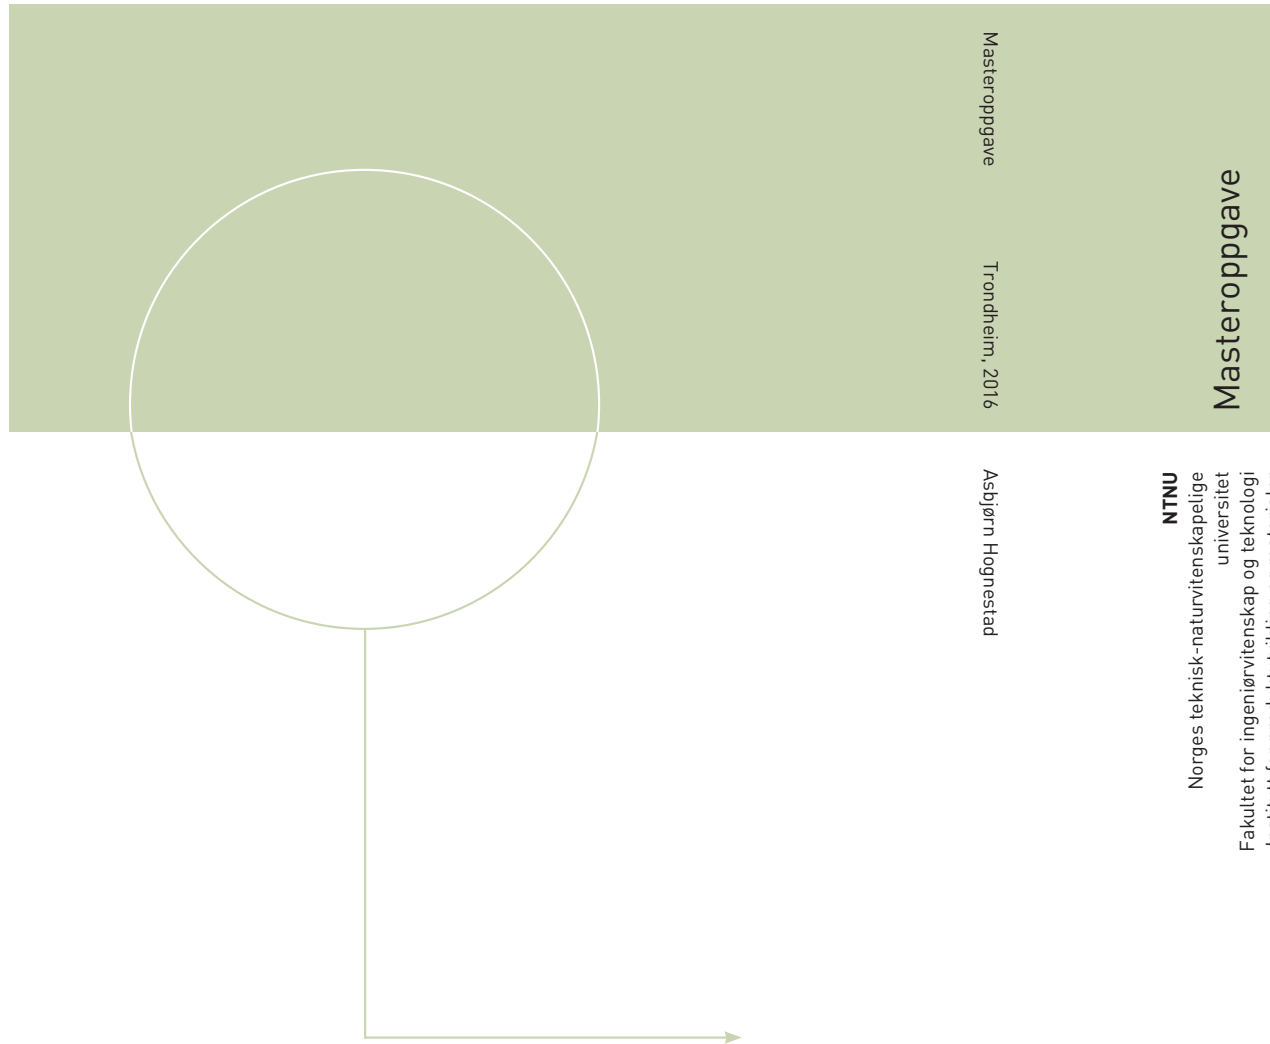 Masteroppgave
Trondheim, 2016
Asbjørn Hognestad
NTNU
Norges teknisk-naturvitenskapelige
universitet
Fakultet for ingeniørvitenskap og teknologi
Masteroppgave